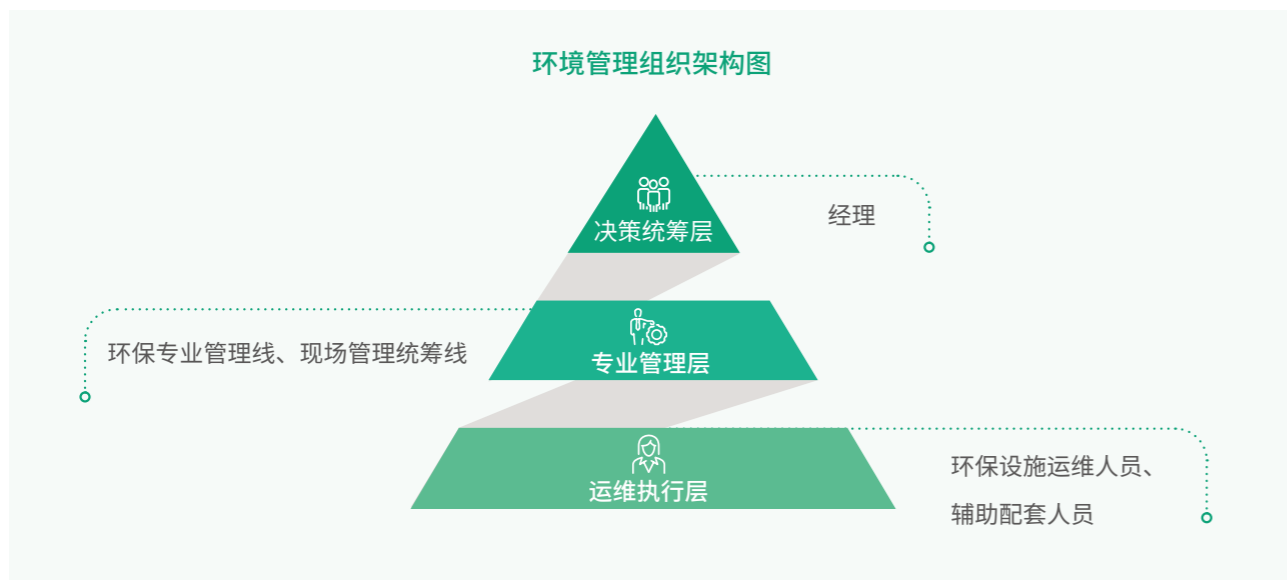 环境管理组织架构图
决策统筹层
经理
专业管理层
环保专业管理线、现场管理统筹线
运维执行层
环保设施运维人员、
辅助配套人员